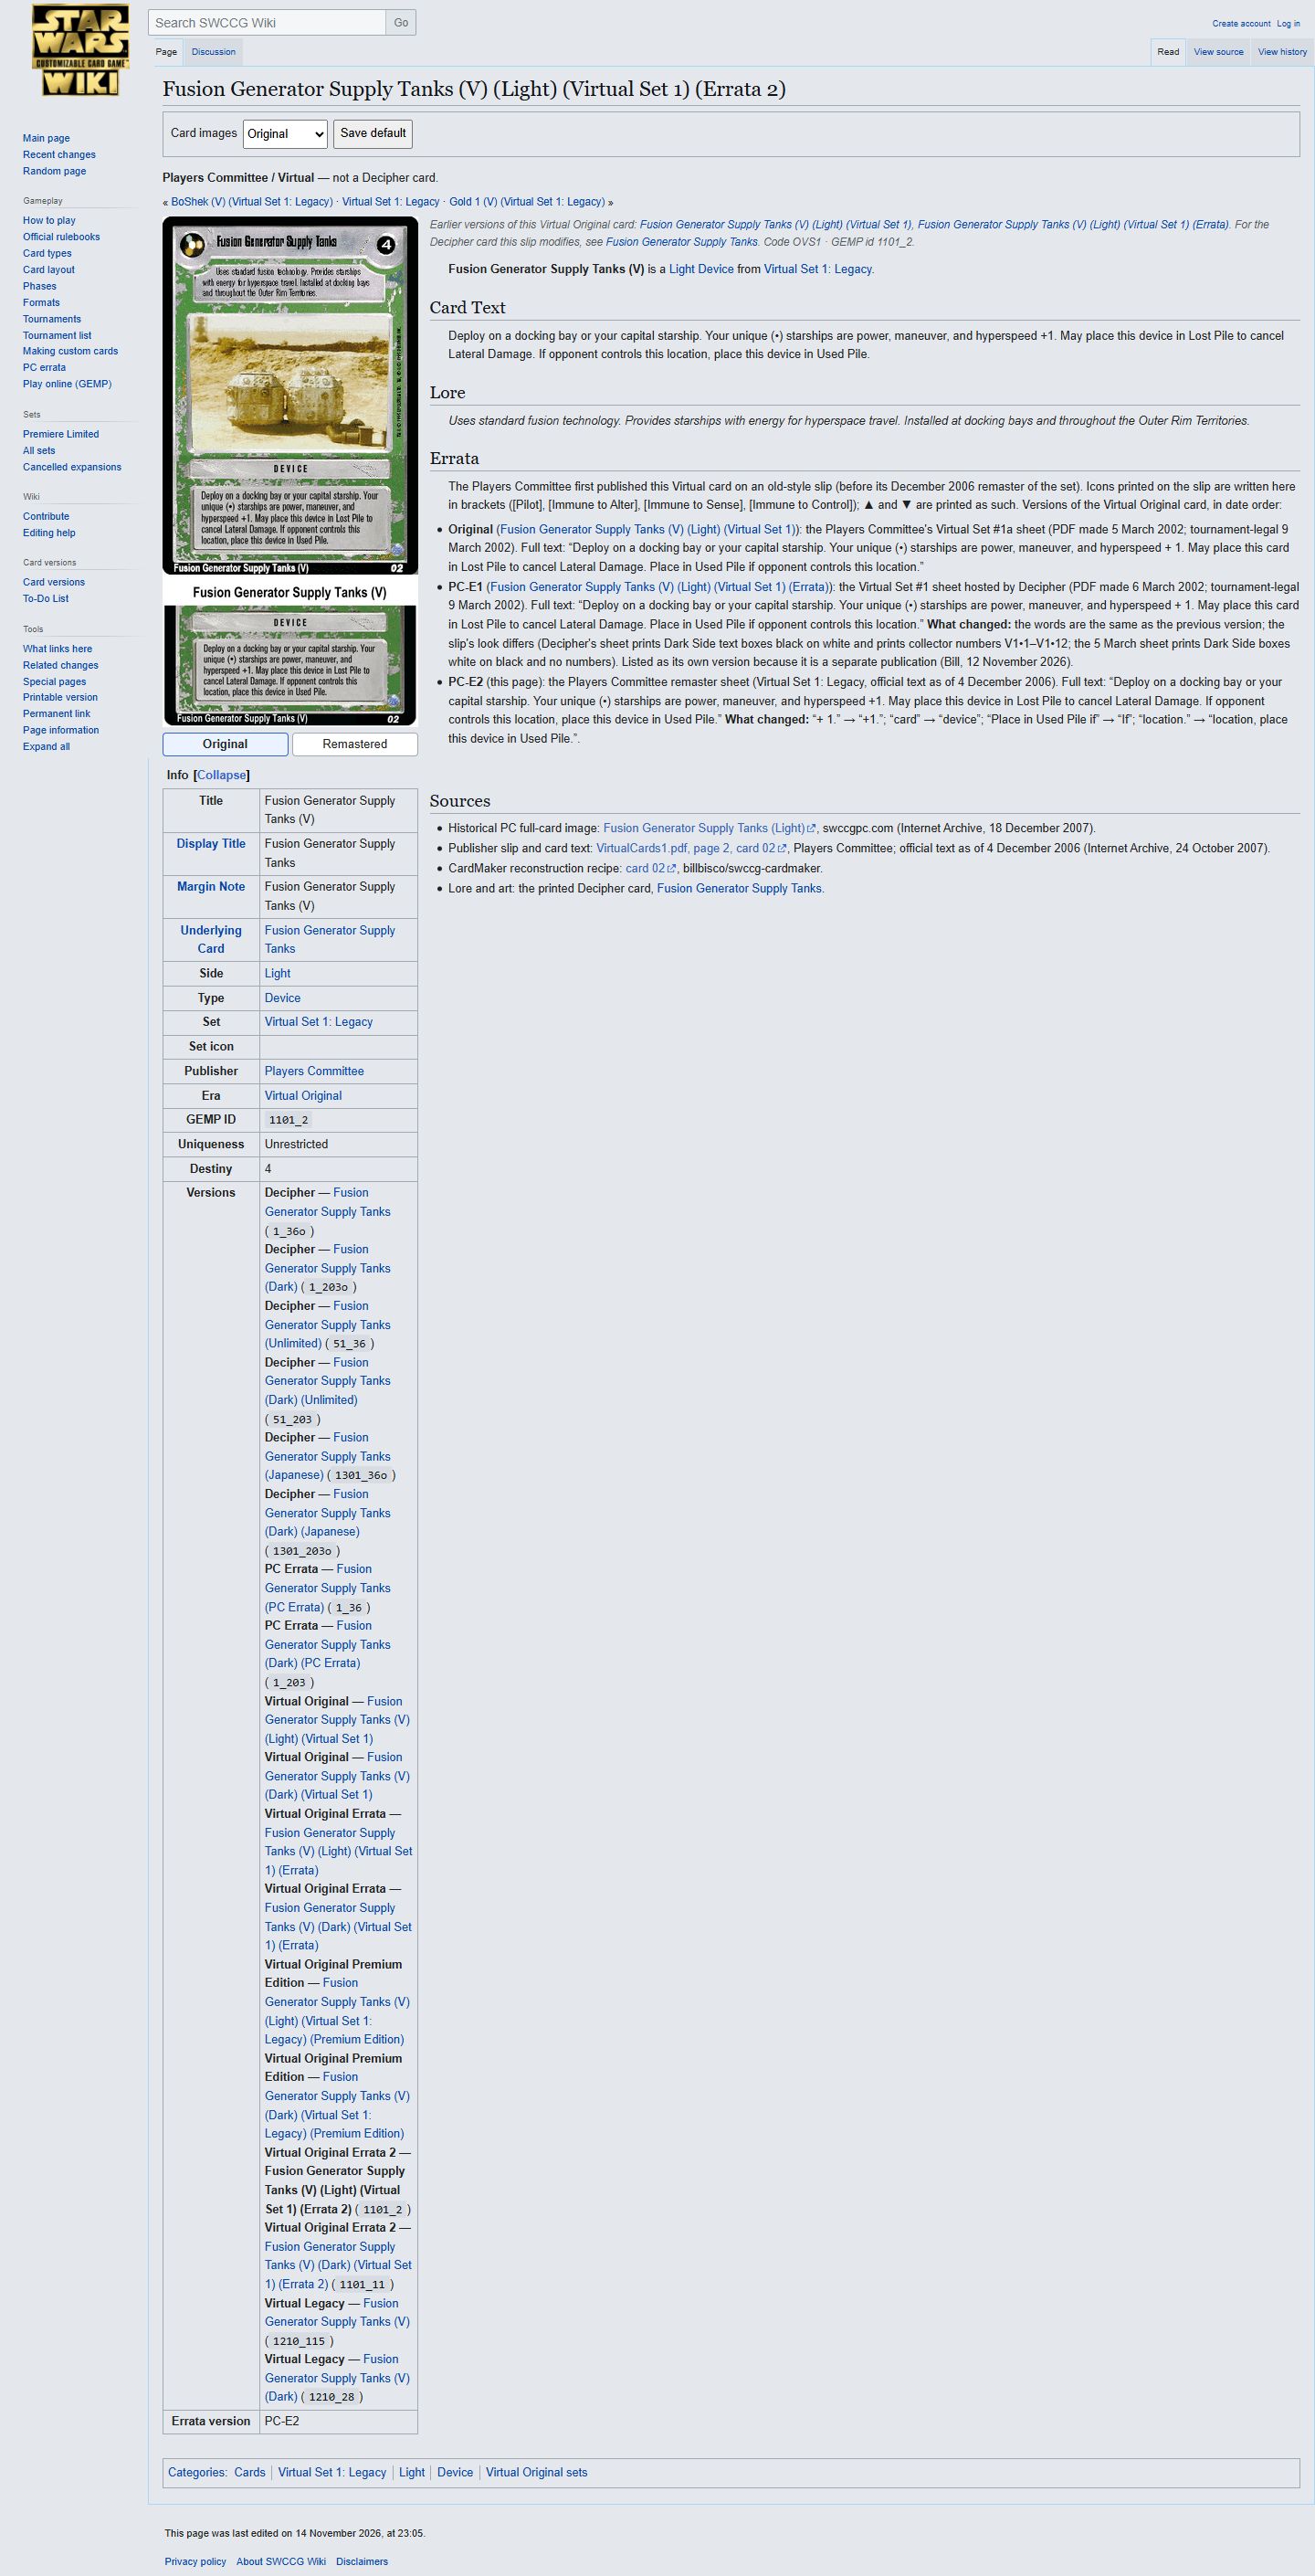 STAR
WARS
CUSTOMIZABLE CARD GAME
WIKI
Search SWCCG Wiki
Go
Create account Log in
Page Discussion
Read View source View history
Main page
Recent changes
Random page
Gameplay
How to play
Official rulebooks
Card types
Card layout
Phases
Formats
Tournaments
Tournament list
Making custom cards
PC errata
Play online (GEMP)
Sets
Premiere Limited
All sets
Cancelled expansions
Wiki
Contribute
Editing help
Card versions
Card versions
To-Do List
Tools
What links here
Related changes
Special pages
Printable version
Permanent link
Page information
Expand all
Fusion Generator Supply Tanks (V) (Light) (Virtual Set 1) (Errata 2)
Card images Original Save default
Players Committee / Virtual — not a Decipher card.
« BoShek (V) (Virtual Set 1: Legacy) · Virtual Set 1: Legacy · Gold 1 (V) (Virtual Set 1: Legacy) »
Fusion Generator Supply Tanks 4
Uses standard fusion technology. Provides starships
with energy for hyperspace travel. Installed at docking bays
and throughout the Outer Rim Territories.
DEVICE
Deploy on a docking bay or your capital starship. Your
unique (•) starships are power, maneuver, and
hyperspeed +1. May place this device in Lost Pile to
cancel Lateral Damage. If opponent controls this
location, place this device in Used Pile.
Fusion Generator Supply Tanks (V) 02
Fusion Generator Supply Tanks (V)
DEVICE
Deploy on a docking bay or your capital starship. Your
unique (•) starships are power, maneuver, and
hyperspeed +1. May place this device in Lost Pile to
cancel Lateral Damage. If opponent controls this
location, place this device in Used Pile.
Fusion Generator Supply Tanks (V) 02
Original Remastered
Earlier versions of this Virtual Original card: Fusion Generator Supply Tanks (V) (Light) (Virtual Set 1), Fusion Generator Supply Tanks (V) (Light) (Virtual Set 1) (Errata). For the
Decipher card this slip modifies, see Fusion Generator Supply Tanks. Code OVS1 · GEMP id 1101_2.
Fusion Generator Supply Tanks (V) is a Light Device from Virtual Set 1: Legacy.
Card Text
Deploy on a docking bay or your capital starship. Your unique (•) starships are power, maneuver, and hyperspeed +1. May place this device in Lost Pile to cancel
Lateral Damage. If opponent controls this location, place this device in Used Pile.
Lore
Uses standard fusion technology. Provides starships with energy for hyperspace travel. Installed at docking bays and throughout the Outer Rim Territories.
Errata
The Players Committee first published this Virtual card on an old-style slip (before its December 2006 remaster of the set). Icons printed on the slip are written here
in brackets ([Pilot], [Immune to Alter], [Immune to Sense], [Immune to Control]); ▲ and ▼ are printed as such. Versions of the Virtual Original card, in date order:
• Original (Fusion Generator Supply Tanks (V) (Light) (Virtual Set 1)): the Players Committee's Virtual Set #1a sheet (PDF made 5 March 2002; tournament-legal 9
March 2002). Full text: “Deploy on a docking bay or your capital starship. Your unique (•) starships are power, maneuver, and hyperspeed + 1. May place this card
in Lost Pile to cancel Lateral Damage. Place in Used Pile if opponent controls this location.”
• PC-E1 (Fusion Generator Supply Tanks (V) (Light) (Virtual Set 1) (Errata)): the Virtual Set #1 sheet hosted by Decipher (PDF made 6 March 2002; tournament-legal
9 March 2002). Full text: “Deploy on a docking bay or your capital starship. Your unique (•) starships are power, maneuver, and hyperspeed + 1. May place this card
in Lost Pile to cancel Lateral Damage. Place in Used Pile if opponent controls this location.” What changed: the words are the same as the previous version; the
slip's look differs (Decipher's sheet prints Dark Side text boxes black on white and prints collector numbers V1•1–V1•12; the 5 March sheet prints Dark Side boxes
white on black and no numbers). Listed as its own version because it is a separate publication (Bill, 12 November 2026).
• PC-E2 (this page): the Players Committee remaster sheet (Virtual Set 1: Legacy, official text as of 4 December 2006). Full text: “Deploy on a docking bay or your
capital starship. Your unique (•) starships are power, maneuver, and hyperspeed +1. May place this device in Lost Pile to cancel Lateral Damage. If opponent
controls this location, place this device in Used Pile.” What changed: “+ 1.” → “+1.”; “card” → “device”; “Place in Used Pile if” → “If”; “location.” → “location, place
this device in Used Pile.”.
Sources
• Historical PC full-card image: Fusion Generator Supply Tanks (Light), swccgpc.com (Internet Archive, 18 December 2007).
• Publisher slip and card text: VirtualCards1.pdf, page 2, card 02, Players Committee; official text as of 4 December 2006 (Internet Archive, 24 October 2007).
• CardMaker reconstruction recipe: card 02, billbisco/swccg-cardmaker.
• Lore and art: the printed Decipher card, Fusion Generator Supply Tanks.
Info [Collapse]
Title Fusion Generator Supply
Tanks (V)
Display Title Fusion Generator Supply
Tanks
Margin Note Fusion Generator Supply
Tanks (V)
Underlying Card Fusion Generator Supply
Tanks
Side Light
Type Device
Set Virtual Set 1: Legacy
Set icon
Publisher Players Committee
Era Virtual Original
GEMP ID 1101_2
Uniqueness Unrestricted
Destiny 4
Versions Decipher — Fusion
Generator Supply Tanks
( 1_36o )
Decipher — Fusion
Generator Supply Tanks
(Dark) ( 1_203o )
Decipher — Fusion
Generator Supply Tanks
(Unlimited) ( 51_36 )
Decipher — Fusion
Generator Supply Tanks
(Dark) (Unlimited)
( 51_203 )
Decipher — Fusion
Generator Supply Tanks
(Japanese) ( 1301_36o )
Decipher — Fusion
Generator Supply Tanks
(Dark) (Japanese)
( 1301_203o )
PC Errata — Fusion
Generator Supply Tanks
(PC Errata) ( 1_36 )
PC Errata — Fusion
Generator Supply Tanks
(Dark) (PC Errata)
( 1_203 )
Virtual Original — Fusion
Generator Supply Tanks (V)
(Light) (Virtual Set 1)
Virtual Original — Fusion
Generator Supply Tanks (V)
(Dark) (Virtual Set 1)
Virtual Original Errata —
Fusion Generator Supply
Tanks (V) (Light) (Virtual Set
1) (Errata)
Virtual Original Errata —
Fusion Generator Supply
Tanks (V) (Dark) (Virtual Set
1) (Errata)
Virtual Original Premium
Edition — Fusion
Generator Supply Tanks (V)
(Light) (Virtual Set 1:
Legacy) (Premium Edition)
Virtual Original Premium
Edition — Fusion
Generator Supply Tanks (V)
(Dark) (Virtual Set 1:
Legacy) (Premium Edition)
Virtual Original Errata 2 —
Fusion Generator Supply
Tanks (V) (Light) (Virtual
Set 1) (Errata 2) ( 1101_2 )
Virtual Original Errata 2 —
Fusion Generator Supply
Tanks (V) (Dark) (Virtual Set
1) (Errata 2) ( 1101_11 )
Virtual Legacy — Fusion
Generator Supply Tanks (V)
( 1210_115 )
Virtual Legacy — Fusion
Generator Supply Tanks (V)
(Dark) ( 1210_28 )
Errata version PC-E2
Categories: Cards | Virtual Set 1: Legacy | Light | Device | Virtual Original sets
This page was last edited on 14 November 2026, at 23:05.
Privacy policy About SWCCG Wiki Disclaimers